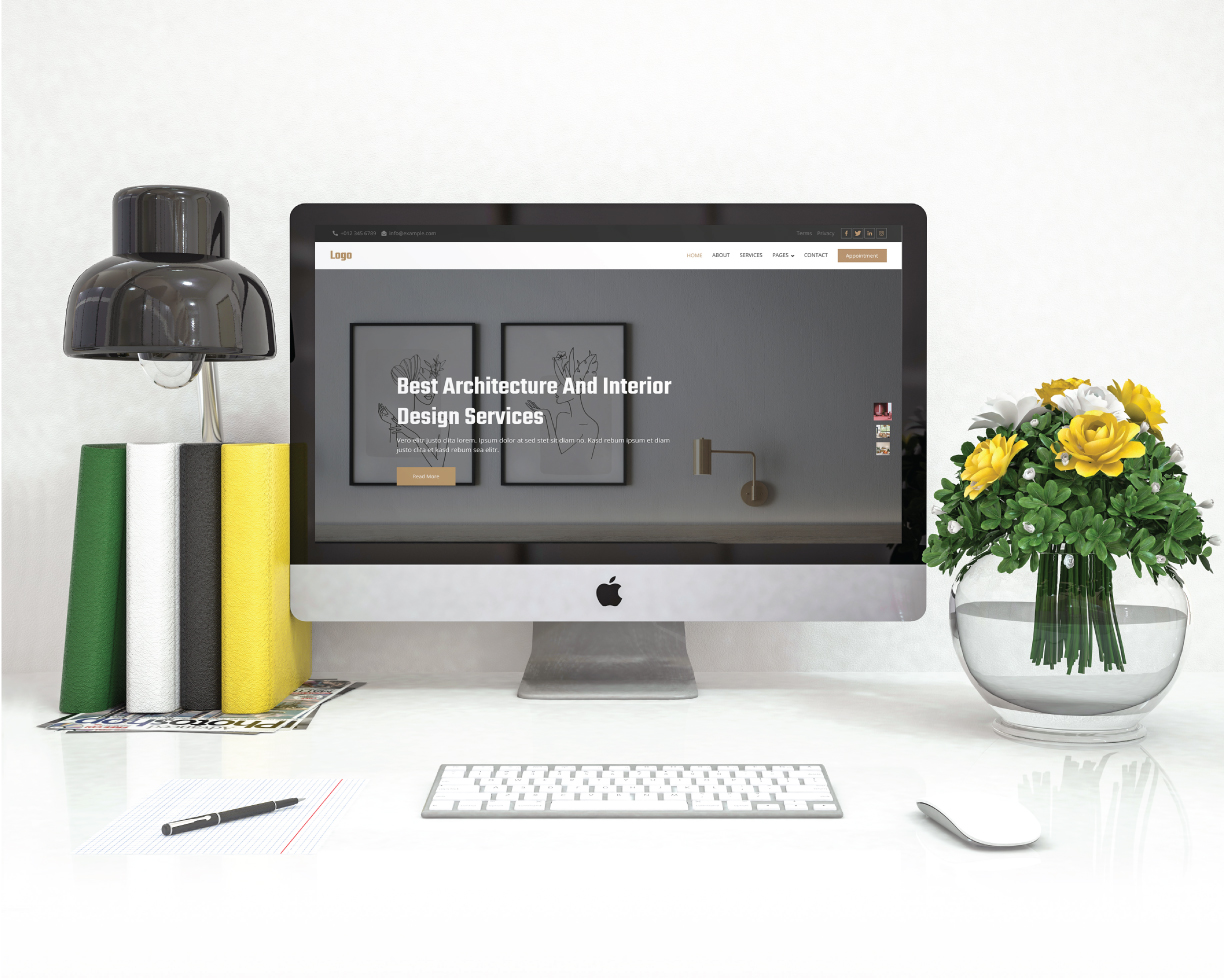 +012 345 6789 info@example.com
Terms Privacy
Logo
HOME ABOUT SERVICES PAGES CONTACT Appointment
Best Architecture And Interior
Design Services
Vero elitr justo clita lorem. Ipsum dolor at sed stet sit diam no. Kasd rebum ipsum et diam
justo clita et kasd rebum sea elitr.
Read More
Photoshop